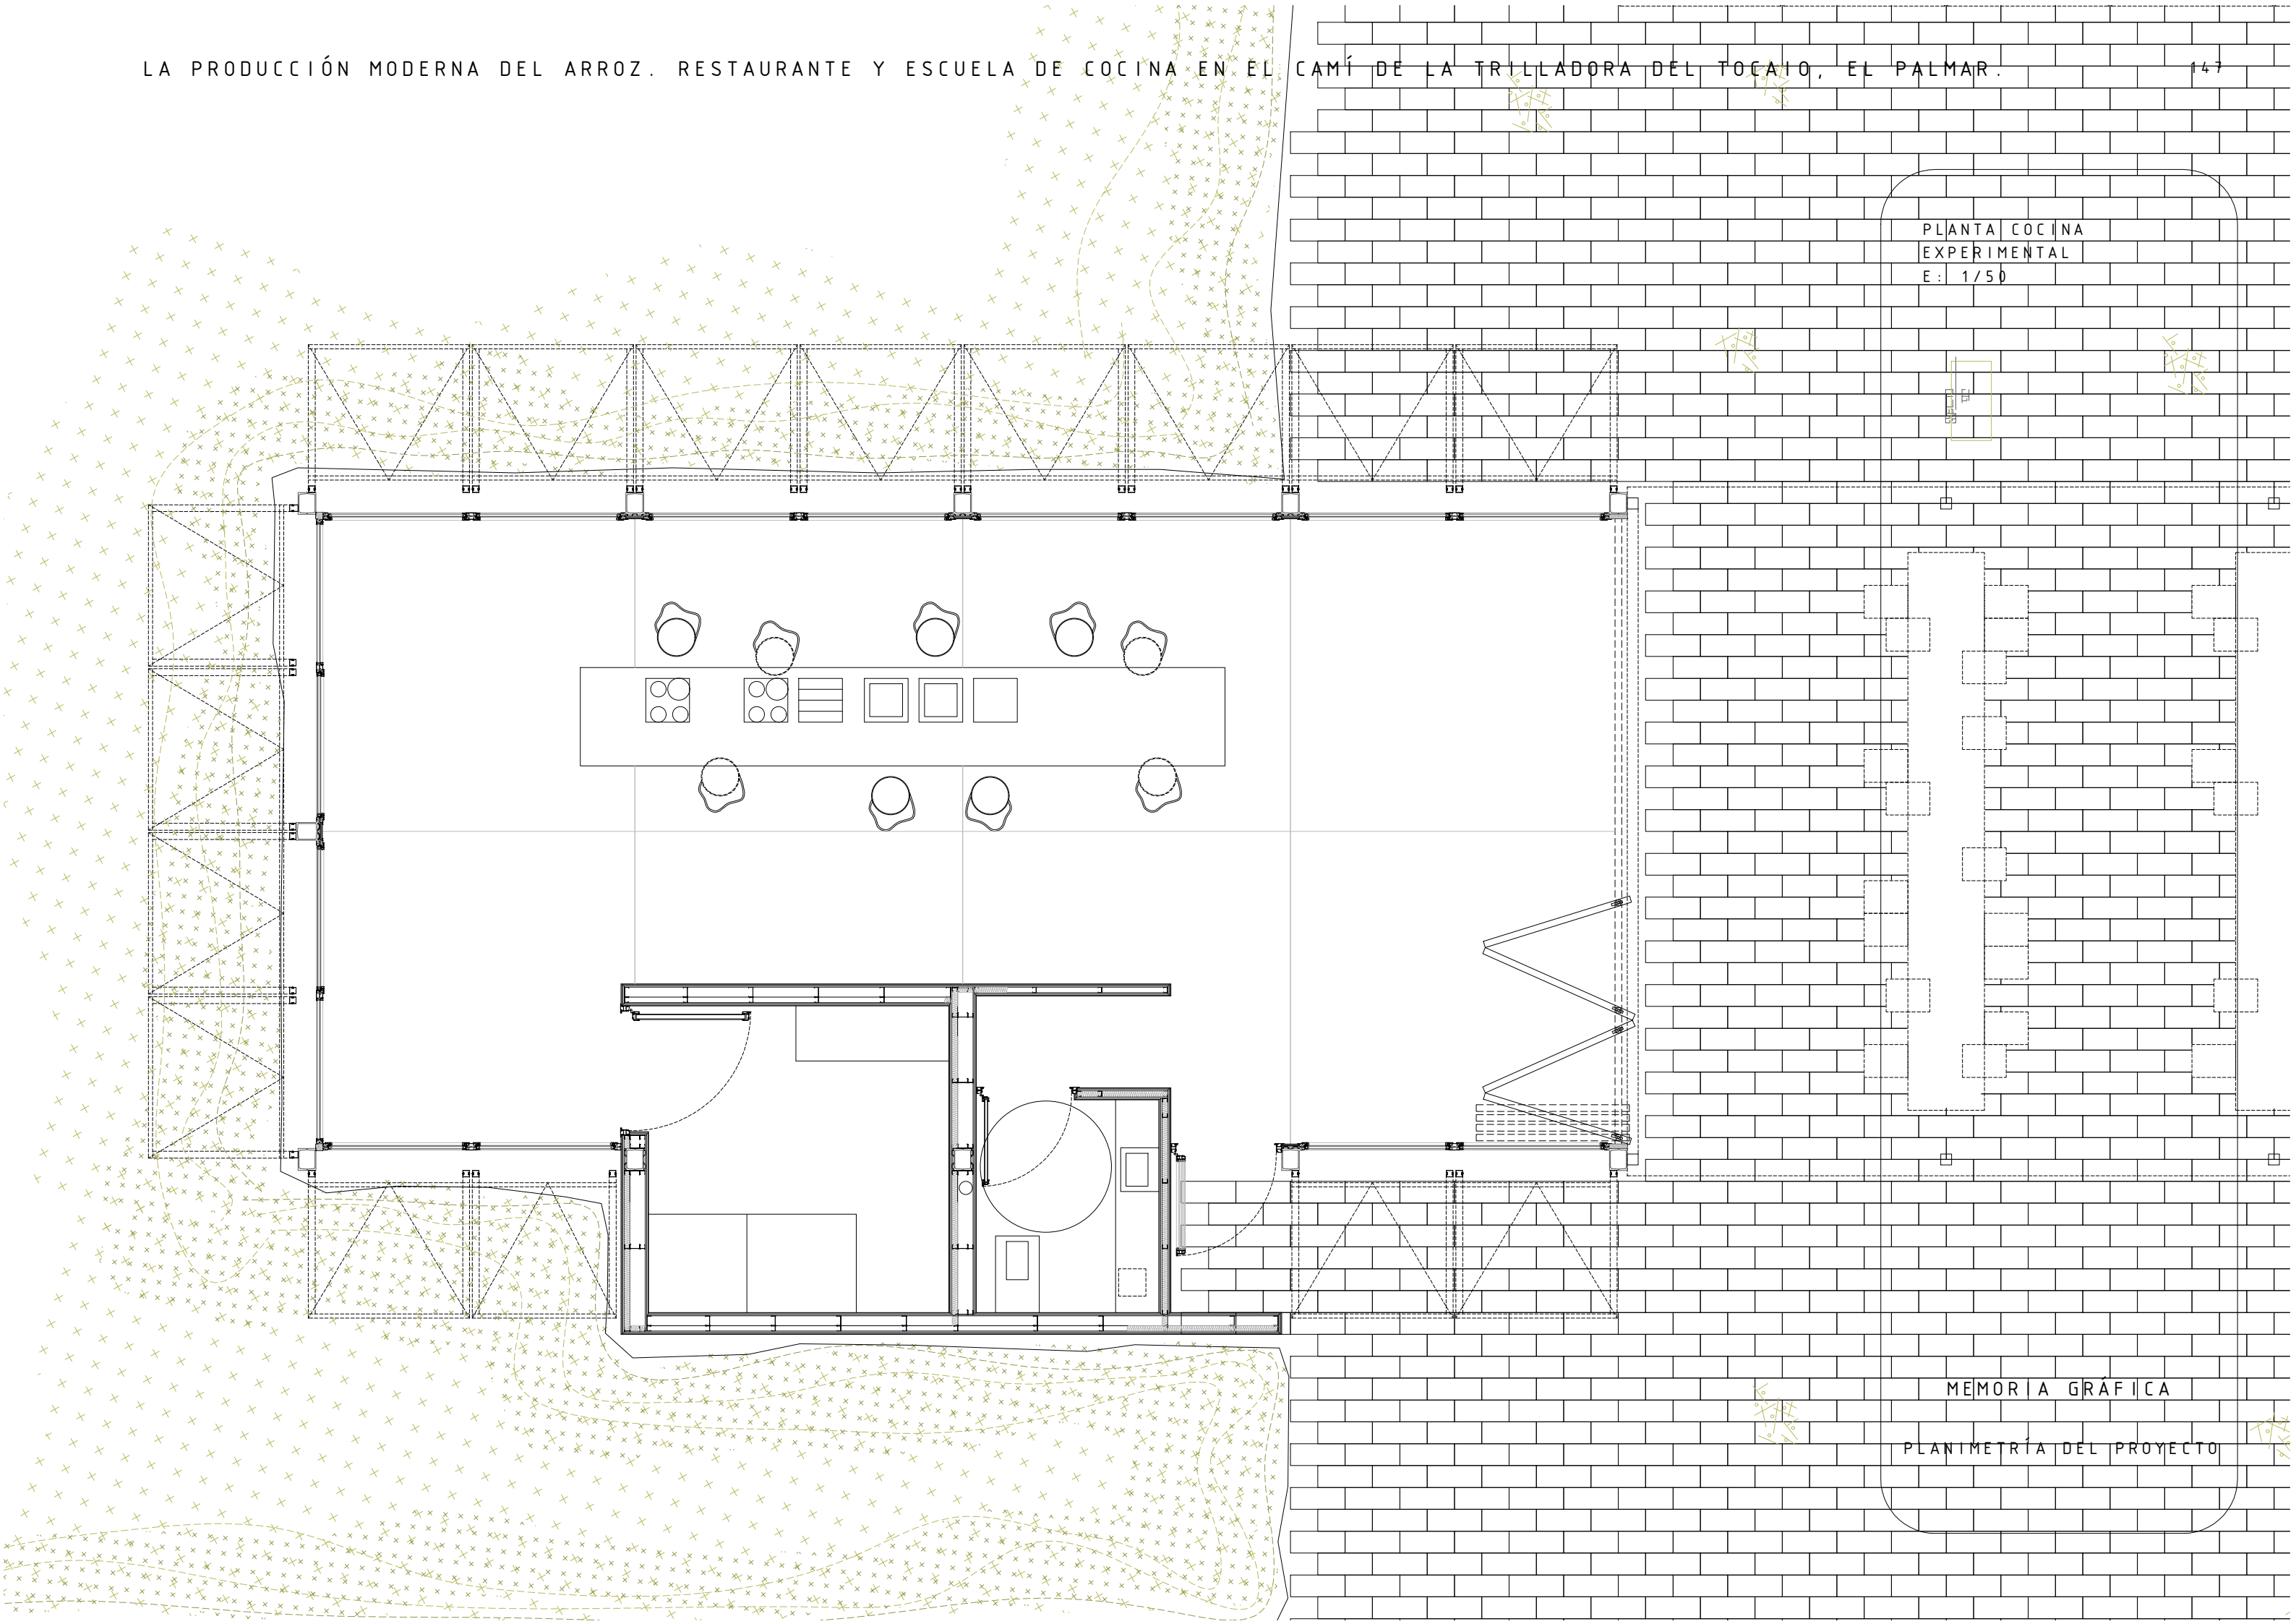 LA PRODUCCIÓN MODERNA DEL ARROZ. RESTAURANTE Y ESCUELA DE COCINA EN EL CAMÍ DE LA TRILLADORA DEL TOCAIO, EL PALMAR.
147
PLANTA COCINA
EXPERIMENTAL
E: 1/50
MEMORIA GRÁFICA
PLANIMETRÍA DEL PROYECTO